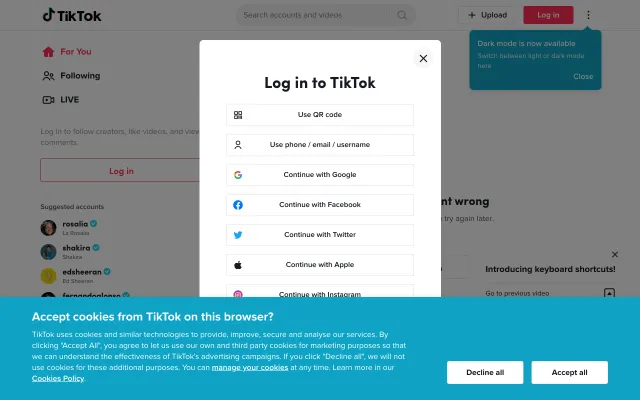 TikTok
Search accounts and videos
Upload
Log in
Dark mode is now available
Switch between light or dark mode
here
Close
For You
Following
LIVE
Log in to follow creators, like videos, and view
comments.
Log in
Suggested accounts
rosalia
La Rosalia
shakira
Shakira
edsheeran
Ed Sheeran
fernandoalonso
Log in to TikTok
Use QR code
Use phone / email / username
Continue with Google
Continue with Facebook
Continue with Twitter
Continue with Apple
Continue with Instagram
nt wrong
try again later.
Introducing keyboard shortcuts!
Go to previous video
Accept cookies from TikTok on this browser?
TikTok uses cookies and similar technologies to provide, improve, secure and analyse our services. By
clicking "Accept All", you agree to let us use our own and third party cookies for marketing purposes so that
we can understand the effectiveness of TikTok's advertising campaigns. If you click "Decline all", we will not
use cookies for these additional purposes. You can manage your cookies at any time. Learn more in our
Cookies Policy.
Decline all
Accept all